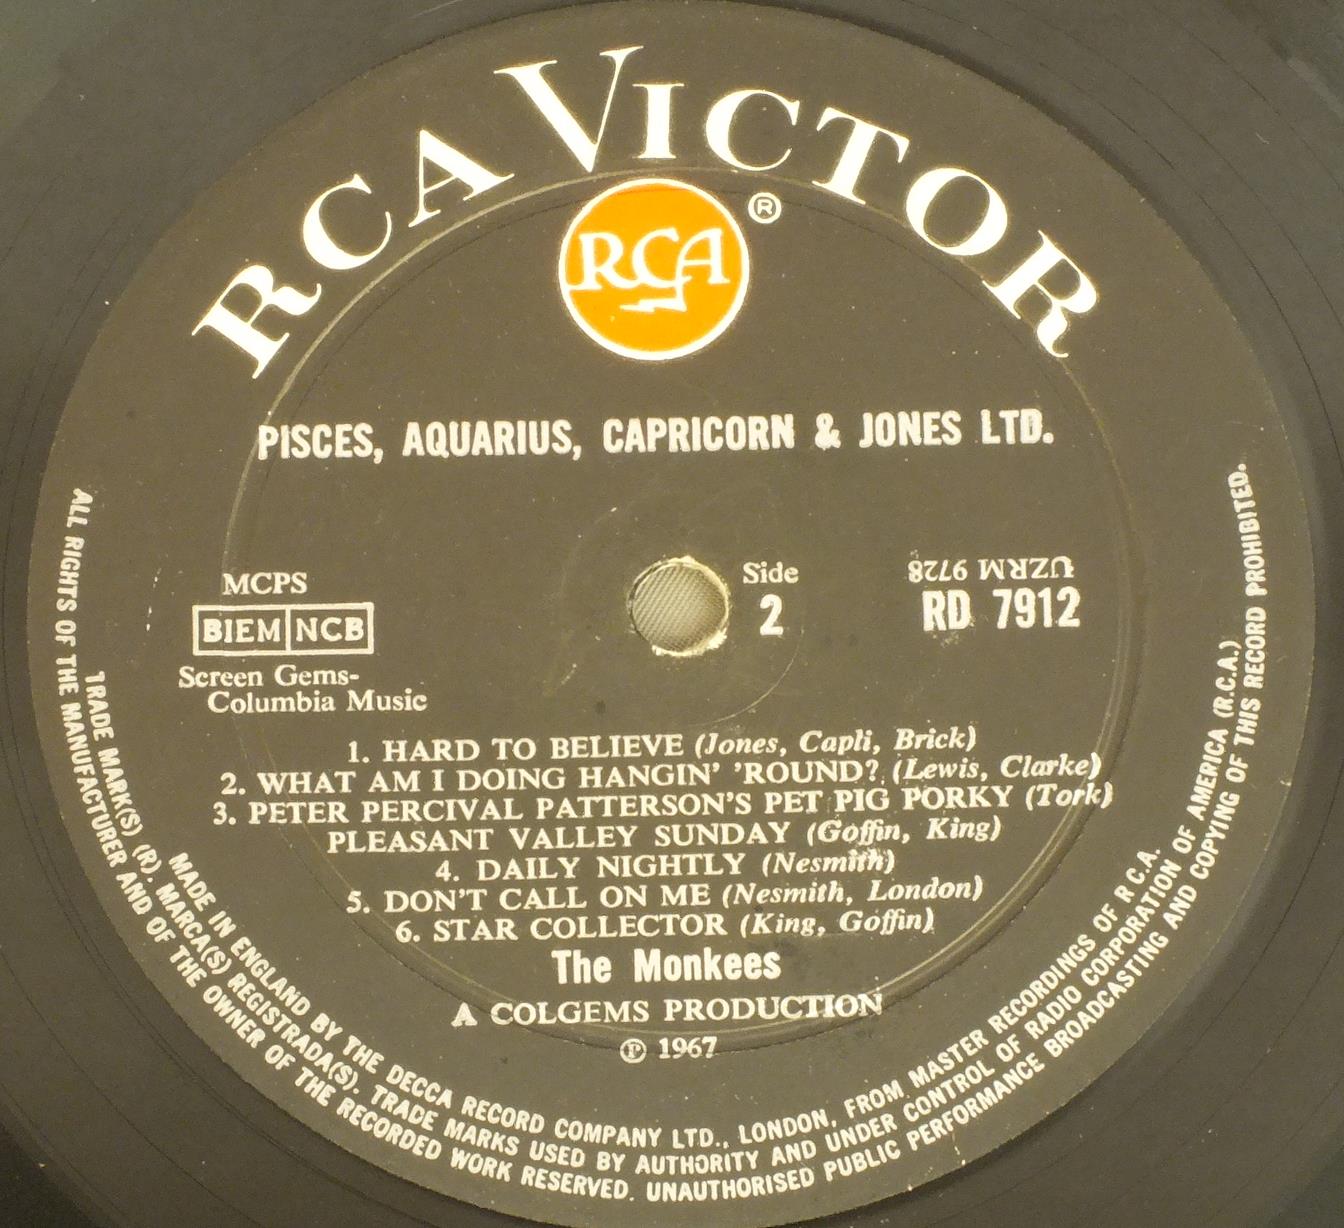 RCA VICTOR
RCA
®
PISCES, AQUARIUS, CAPRICORN & JONES LTD.
MCPS
BIEM NCB
Screen Gems-
Columbia Music
Side
2
UZRM 9728
RD 7912
1. HARD TO BELIEVE (Jones, Capli, Brick)
2. WHAT AM I DOING HANGIN' 'ROUND? (Lewis, Clarke)
3. PETER PERCIVAL PATTERSON'S PET PIG PORKY (Tork)
PLEASANT VALLEY SUNDAY (Goffin, King)
4. DAILY NIGHTLY (Nesmith)
5. DON'T CALL ON ME (Nesmith, London)
6. STAR COLLECTOR (King, Goffin)
The Monkees
A COLGEMS PRODUCTION
℗ 1967
MADE IN ENGLAND BY THE DECCA RECORD COMPANY LTD., LONDON, FROM MASTER RECORDINGS OF R.C.A.
TRADE MARK(S) (R). MARCA(S) REGISTRADA(S). TRADE MARKS USED BY AUTHORITY AND UNDER CONTROL OF RADIO CORPORATION OF AMERICA (R.C.A.)
ALL RIGHTS OF THE MANUFACTURER AND OF THE OWNER OF THE RECORDED WORK RESERVED. UNAUTHORISED PUBLIC PERFORMANCE BROADCASTING AND COPYING OF THIS RECORD PROHIBITED.